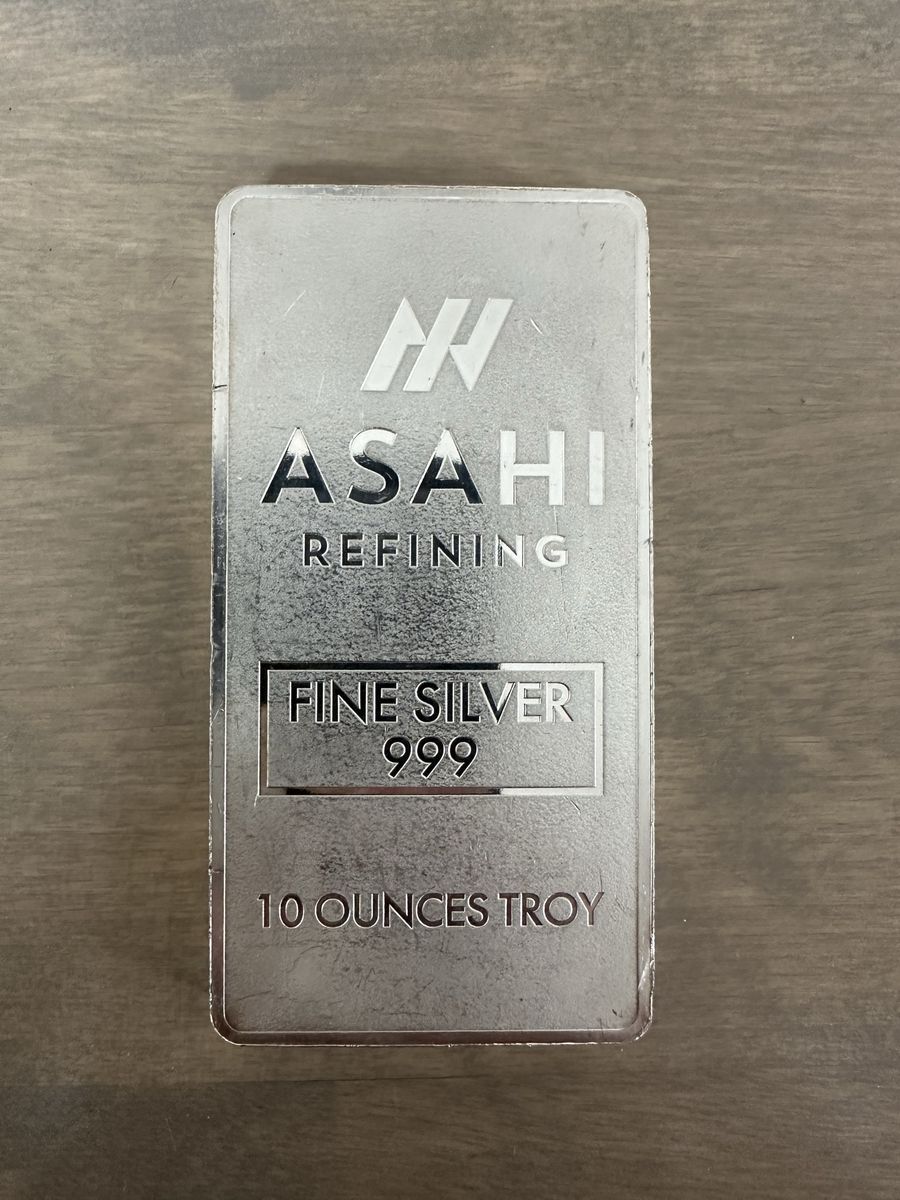 ASAHI
REFINING
FINE SILVER
999
10 OUNCES TROY